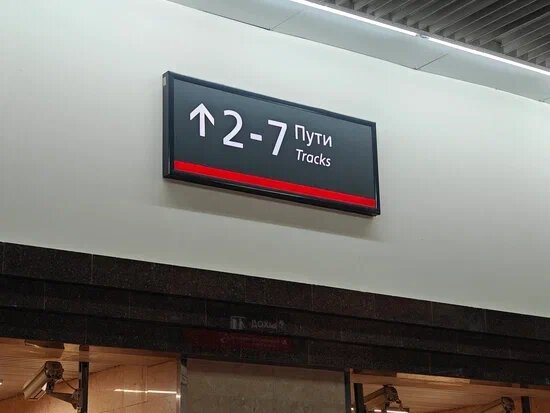 ↑ 2-7 Пути
Tracks